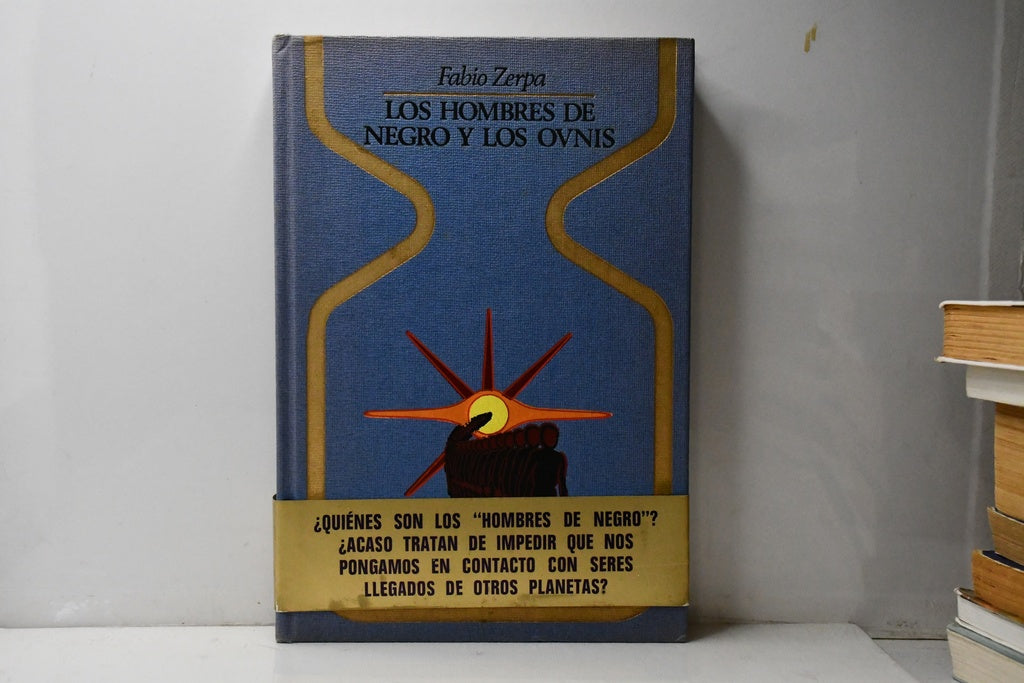 Fabio Zerpa
LOS HOMBRES DE
NEGRO Y LOS OVNIS
¿QUIÉNES SON LOS "HOMBRES DE NEGRO"?
¿ACASO TRATAN DE IMPEDIR QUE NOS
PONGAMOS EN CONTACTO CON SERES
LLEGADOS DE OTROS PLANETAS?